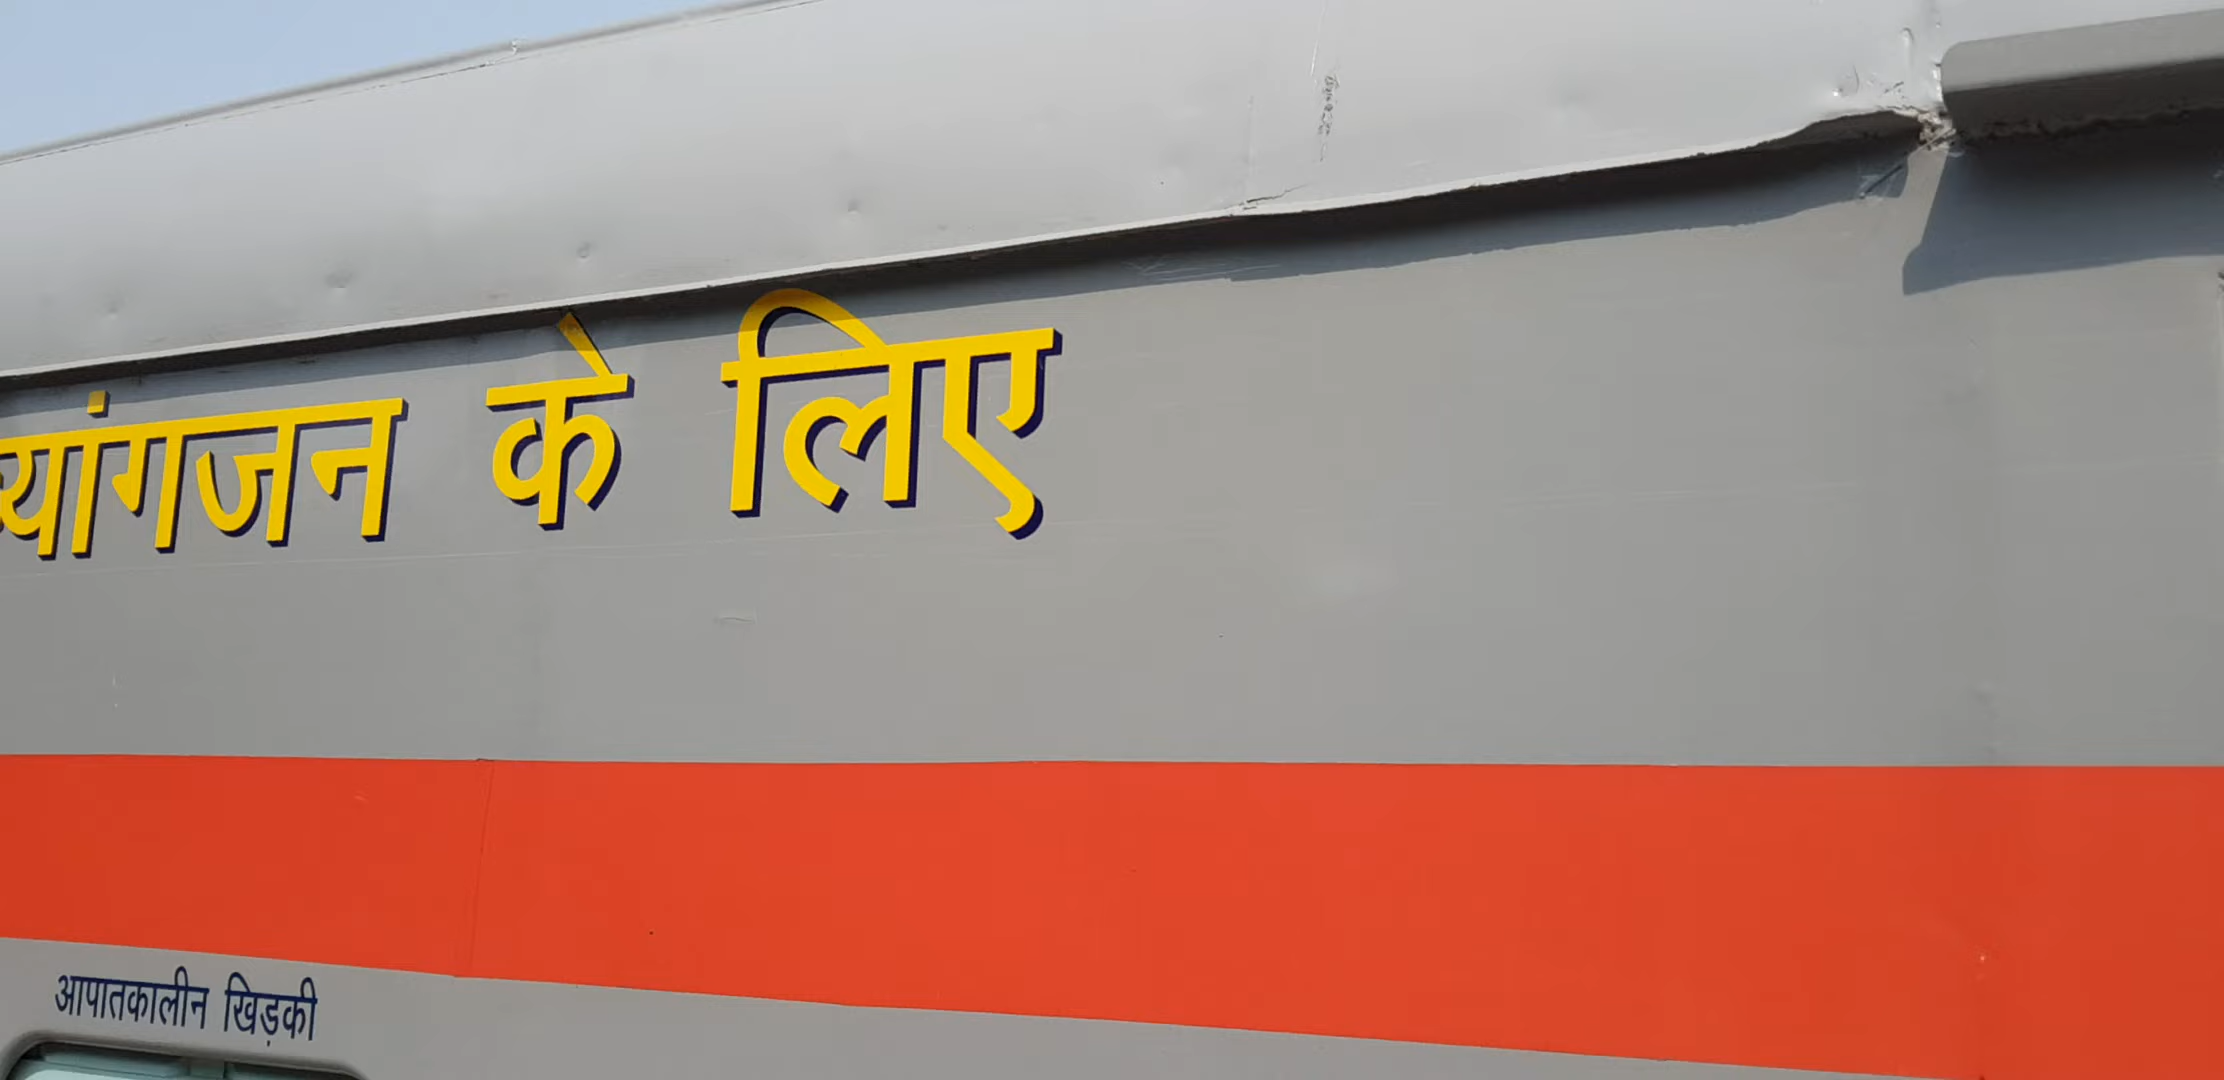 व्यांगजन के लिए
आपातकालीन खिड़की